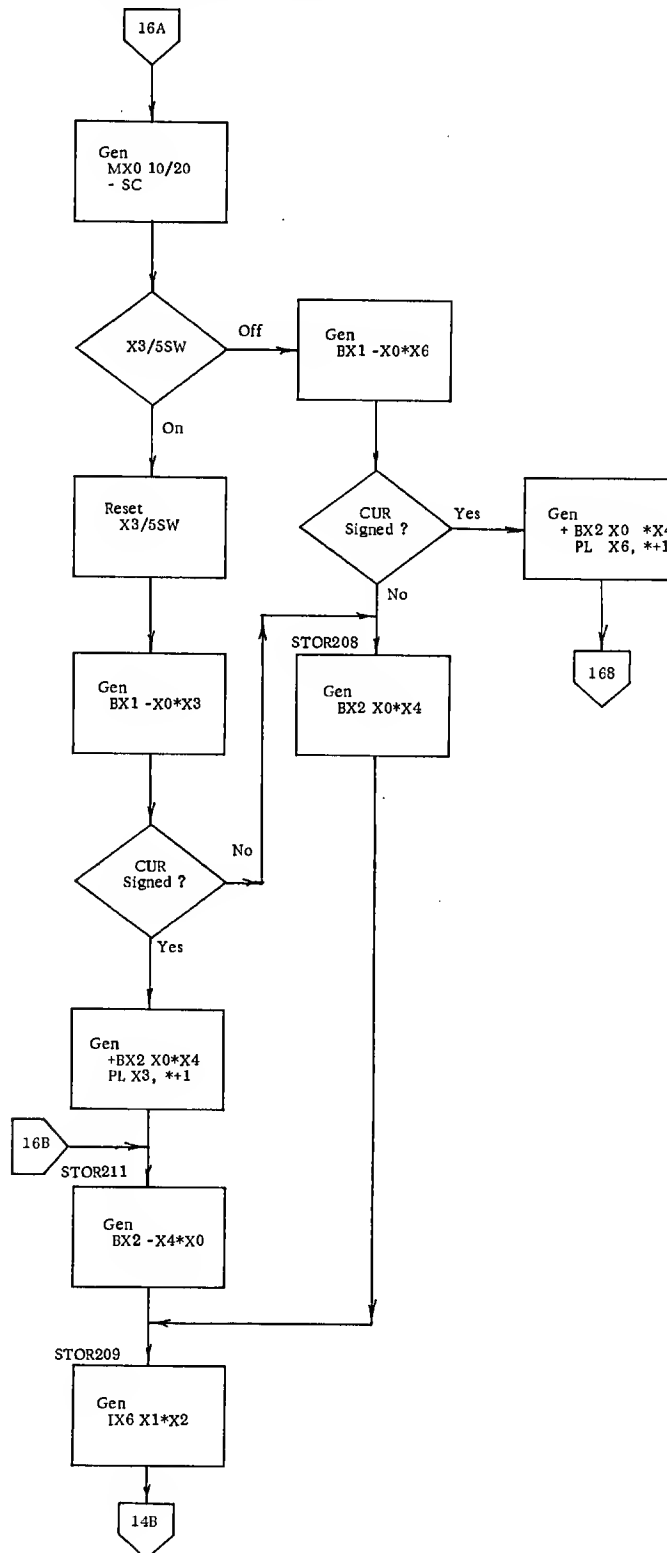 16A
Gen
MX0 10/20
- SC
X3/5SW
Off
On
Gen
BX1 -X0*X6
Reset
X3/5SW
CUR
Signed ?
Yes
No
Gen
+ BX2 X0 *X4
PL X6, *+1
168
STOR208
Gen
BX2 X0*X4
Gen
BX1 -X0*X3
CUR
Signed ?
No
Yes
Gen
+BX2 X0*X4
PL X3, *+1
16B
STOR211
Gen
BX2 -X4*X0
STOR209
Gen
IX6 X1*X2
14B